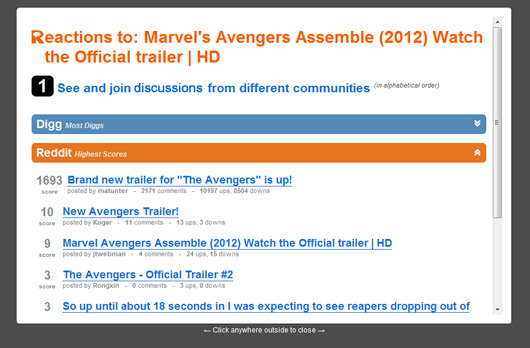 Reactions to: Marvel's Avengers Assemble (2012) Watch
the Official trailer | HD
1 See and join discussions from different communities (in alphabetical order)
Digg Most Diggs
Reddit Highest Scores
1693 Brand new trailer for "The Avengers" is up!
score posted by matunter - 2171 comments - 10197 ups, 8504 downs
10 New Avengers Trailer!
score posted by Kugar - 11 comments - 13 ups, 3 downs
9 Marvel Avengers Assemble (2012) Watch the Official trailer | HD
score posted by jtwebman - 4 comments - 24 ups, 15 downs
3 The Avengers - Official Trailer #2
score posted by Rongxin - 0 comments - 3 ups, 0 downs
3 So up until about 18 seconds in I was expecting to see reapers dropping out of
← Click anywhere outside to close →